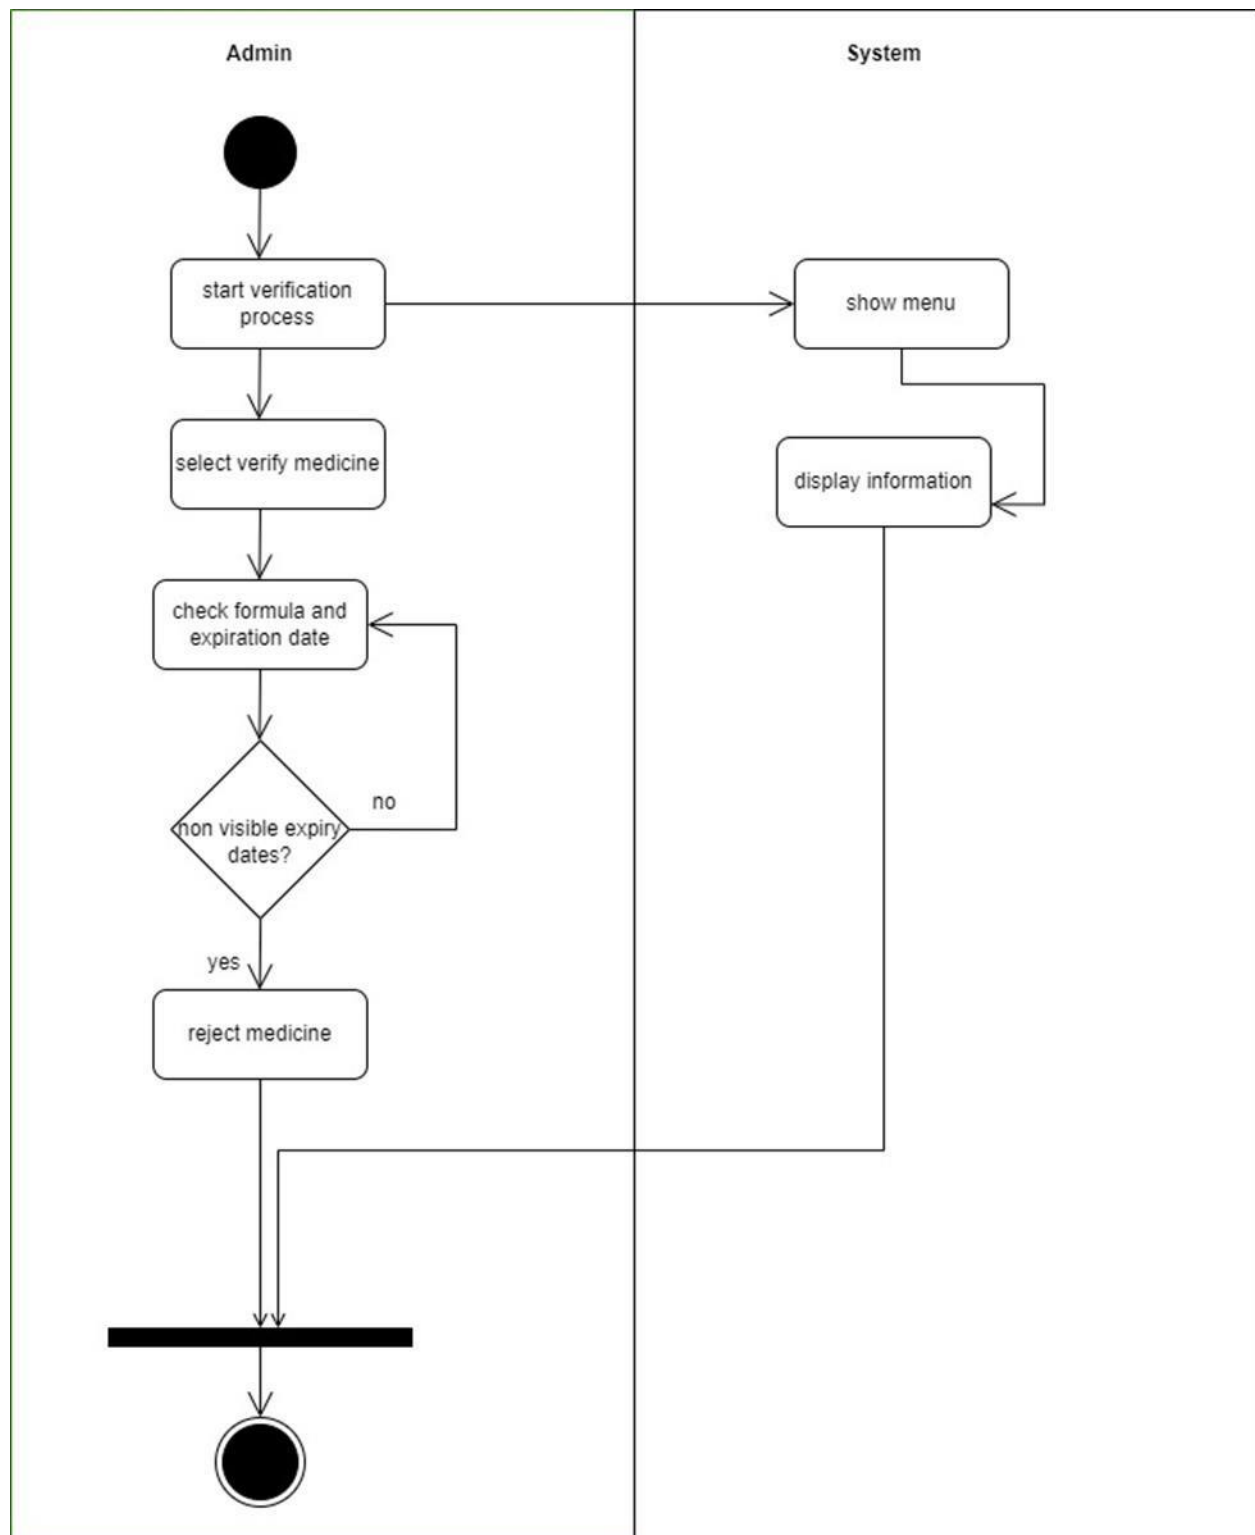 Admin
System
start verification
process
show menu
select verify medicine
display information
check formula and
expiration date
no
non visible expiry
dates?
yes
reject medicine